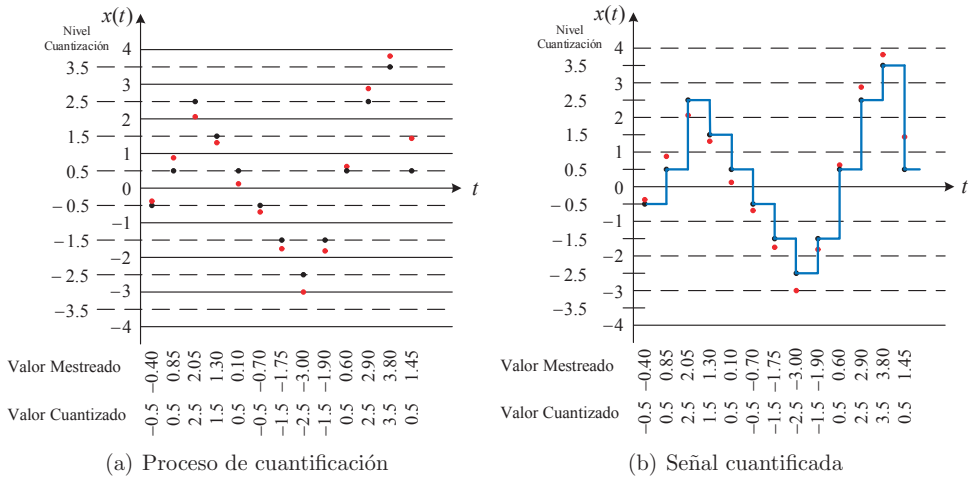 x(t)
Nivel
Cuantización
4
3.5
3
2.5
2
1.5
1
0.5
0
t
−0.5
−1
−1.5
−2
−2.5
−3
−3.5
−4
Valor Mestreado
−0.40 0.85 2.05 1.30 0.10 −0.70 −1.75 −3.00 −1.90 0.60 2.90 3.80 1.45
Valor Cuantizado
−0.5 0.5 2.5 1.5 0.5 −0.5 −1.5 −2.5 −1.5 0.5 2.5 3.5 0.5
(a) Proceso de cuantificación
x(t)
Nivel
Cuantización
4
3.5
3
2.5
2
1.5
1
0.5
0
t
−0.5
−1
−1.5
−2
−2.5
−3
−3.5
−4
Valor Mestreado
−0.40 0.85 2.05 1.30 0.10 −0.70 −1.75 −3.00 −1.90 0.60 2.90 3.80 1.45
Valor Cuantizado
−0.5 0.5 2.5 1.5 0.5 −0.5 −1.5 −2.5 −1.5 0.5 2.5 3.5 0.5
(b) Señal cuantificada